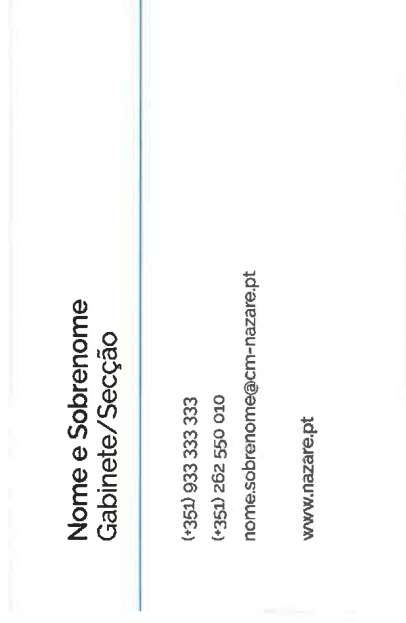 Nome e Sobrenome
Gabinete/Secção
(+351) 933 333 333
(+351) 262 550 010
nome.sobrenome@cm-nazare.pt
www.nazare.pt